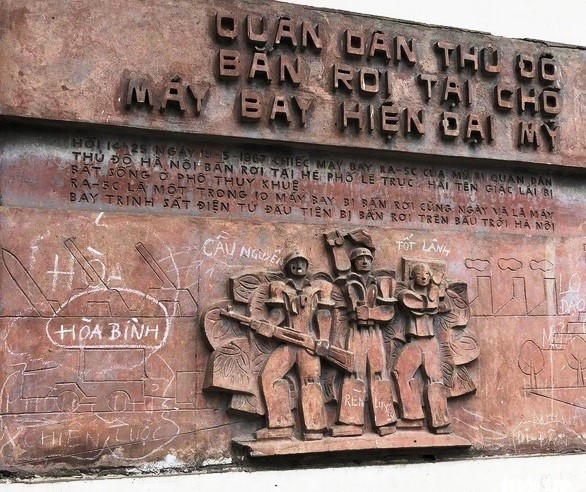 QUÂN DÂN THỦ ĐÔ
BẮN RƠI TẠI CHỖ
MÁY BAY HIỆN ĐẠI MỸ
NGÀY 19-5-1967 CHIẾC MÁY BAY RA-5C CỦA MỸ BỊ QUÂN DÂN
THỦ ĐÔ HÀ NỘI BẮN RƠI TẠI HÈ PHỐ LÊ TRỰC. HAI TÊN GIẶC LÁI BỊ
BẮT SỐNG Ở PHỐ THỤY KHUÊ.
RA-5C LÀ MỘT TRONG 10 MÁY BAY BỊ BẮN RƠI CÙNG NGÀY VÀ LÀ MÁY
BAY TRINH SÁT ĐIỆN TỬ ĐẦU TIÊN BỊ BẮN RƠI TRÊN BẦU TRỜI HÀ NỘI
CẦU NGUYỆN
TỐT LÀNH
HÒA
HÒA BÌNH
CHIẾN CUỘC